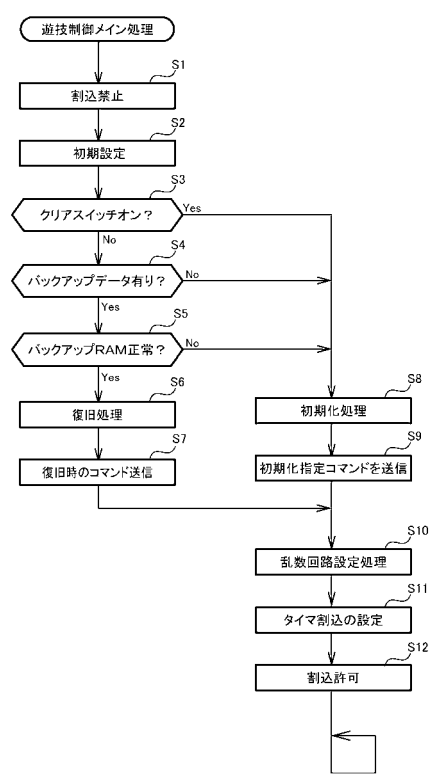 遊技制御メイン処理
S1
割込禁止
S2
初期設定
S3
クリアスイッチオン？
Yes
No
S4
バックアップデータ有り？
No
Yes
S5
バックアップRAM正常？
No
Yes
S6
復旧処理
S7
復旧時のコマンド送信
S8
初期化処理
S9
初期化指定コマンドを送信
S10
乱数回路設定処理
S11
タイマ割込の設定
S12
割込許可